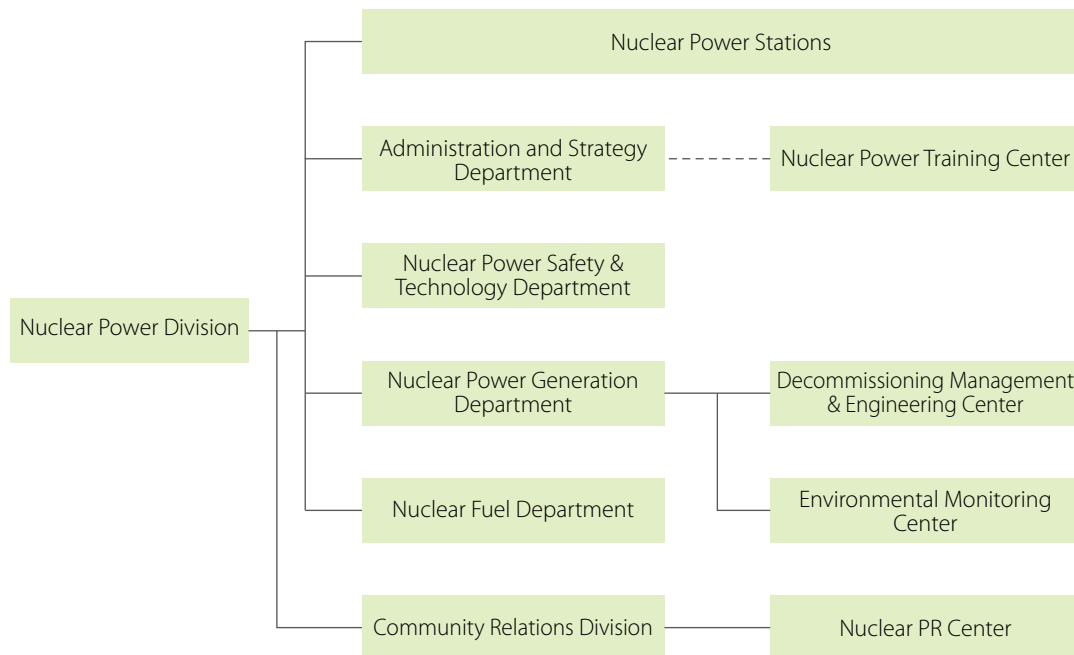 Nuclear Power Stations
Administration and Strategy
Department
Nuclear Power Training Center
Nuclear Power Safety &
Technology Department
Nuclear Power Division
Nuclear Power Generation
Department
Decommissioning Management
& Engineering Center
Nuclear Fuel Department
Environmental Monitoring
Center
Community Relations Division
Nuclear PR Center